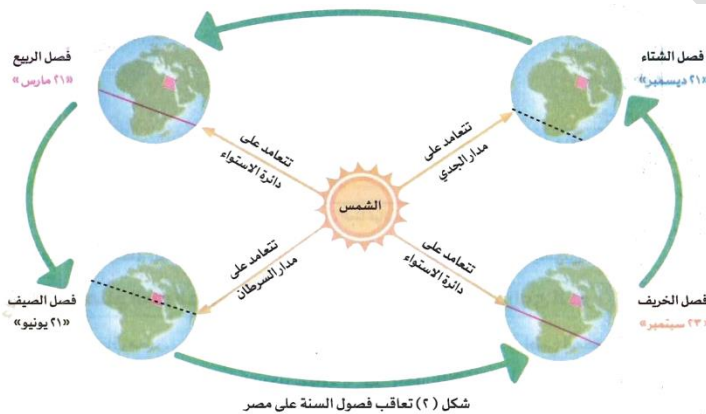 فصل الشتاء
«٢١ ديسمبر»
فصل الربيع
«٢١ مارس»
تتعامد على
مدار الجدي
تتعامد على
دائرة الاستواء
الشمس
تتعامد على
دائرة الاستواء
تتعامد على
مدار السرطان
فصل الخريف
«٢٣ سبتمبر»
فصل الصيف
«٢١ يونيو»
شكل (٢) تعاقب فصول السنة على مصر